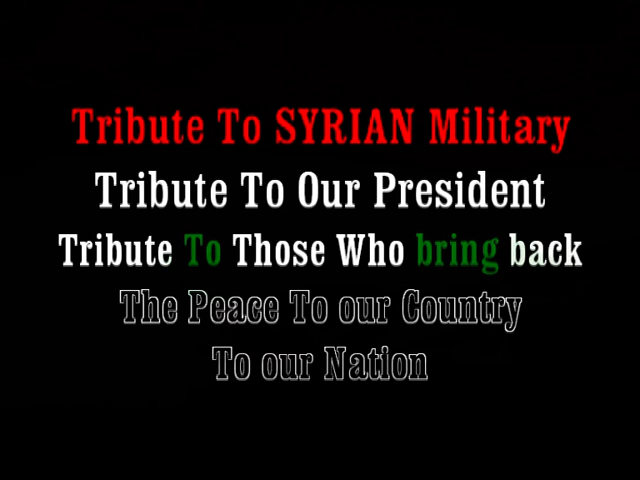 Tribute To SYRIAN Military
Tribute To Our President
Tribute To Those Who bring back
The Peace To our Country
To our Nation